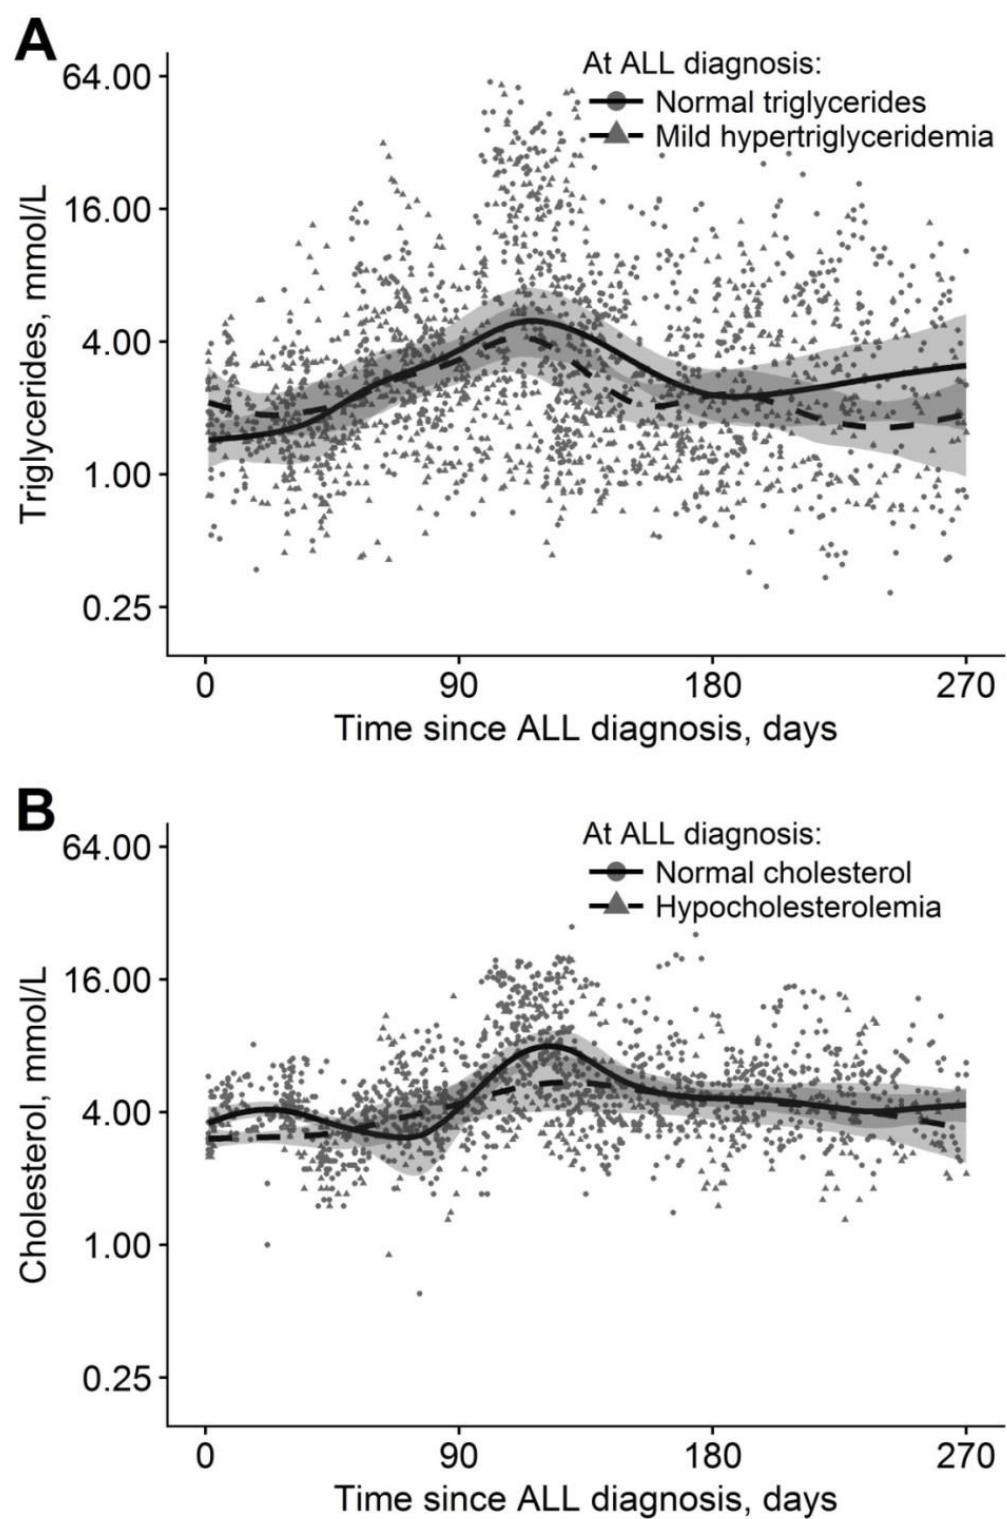 A
At ALL diagnosis:
Normal triglycerides
Mild hypertriglyceridemia
64.00
16.00
4.00
1.00
0.25
Triglycerides, mmol/L
0 90 180 270
Time since ALL diagnosis, days
B
At ALL diagnosis:
Normal cholesterol
Hypocholesterolemia
64.00
16.00
4.00
1.00
0.25
Cholesterol, mmol/L
0 90 180 270
Time since ALL diagnosis, days